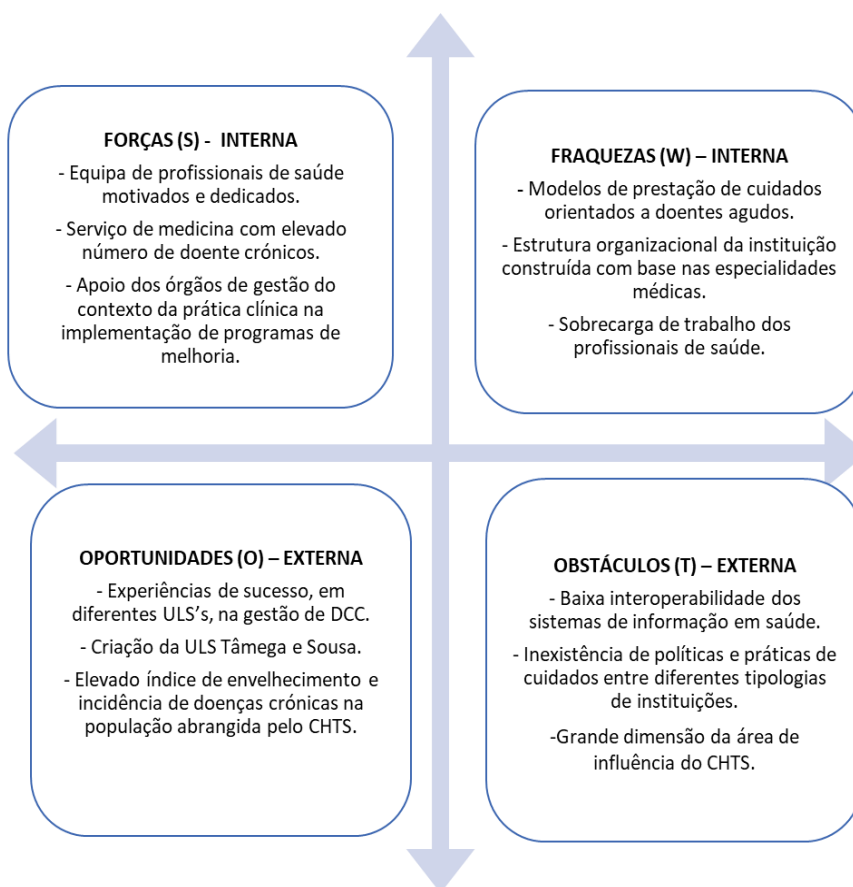 FORÇAS (S) - INTERNA
- Equipa de profissionais de saúde
motivados e dedicados.
- Serviço de medicina com elevado
número de doente crónicos.
- Apoio dos órgãos de gestão do
contexto da prática clínica na
implementação de programas de
melhoria.
FRAQUEZAS (W) – INTERNA
- Modelos de prestação de cuidados
orientados a doentes agudos.
- Estrutura organizacional da instituição
construída com base nas especialidades
médicas.
- Sobrecarga de trabalho dos
profissionais de saúde.
OPORTUNIDADES (O) – EXTERNA
- Experiências de sucesso, em
diferentes ULS’s, na gestão de DCC.
- Criação da ULS Tâmega e Sousa.
- Elevado índice de envelhecimento e
incidência de doenças crónicas na
população abrangida pelo CHTS.
OBSTÁCULOS (T) – EXTERNA
- Baixa interoperabilidade dos
sistemas de informação em saúde.
- Inexistência de políticas e práticas de
cuidados entre diferentes tipologias
de instituições.
-Grande dimensão da área de
influência do CHTS.